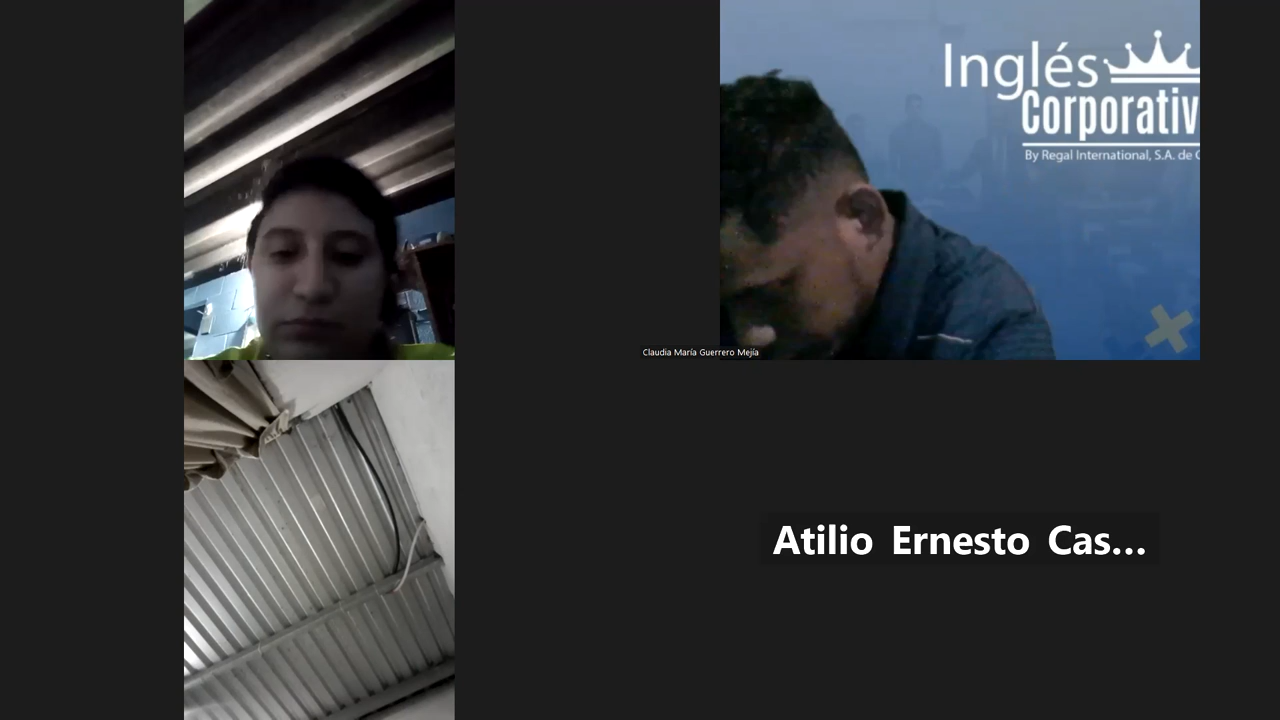 Inglés
Corporativ
By Regal International, S.A. de C
Claudia María Guerrero Mejía
Atilio Ernesto Cas...